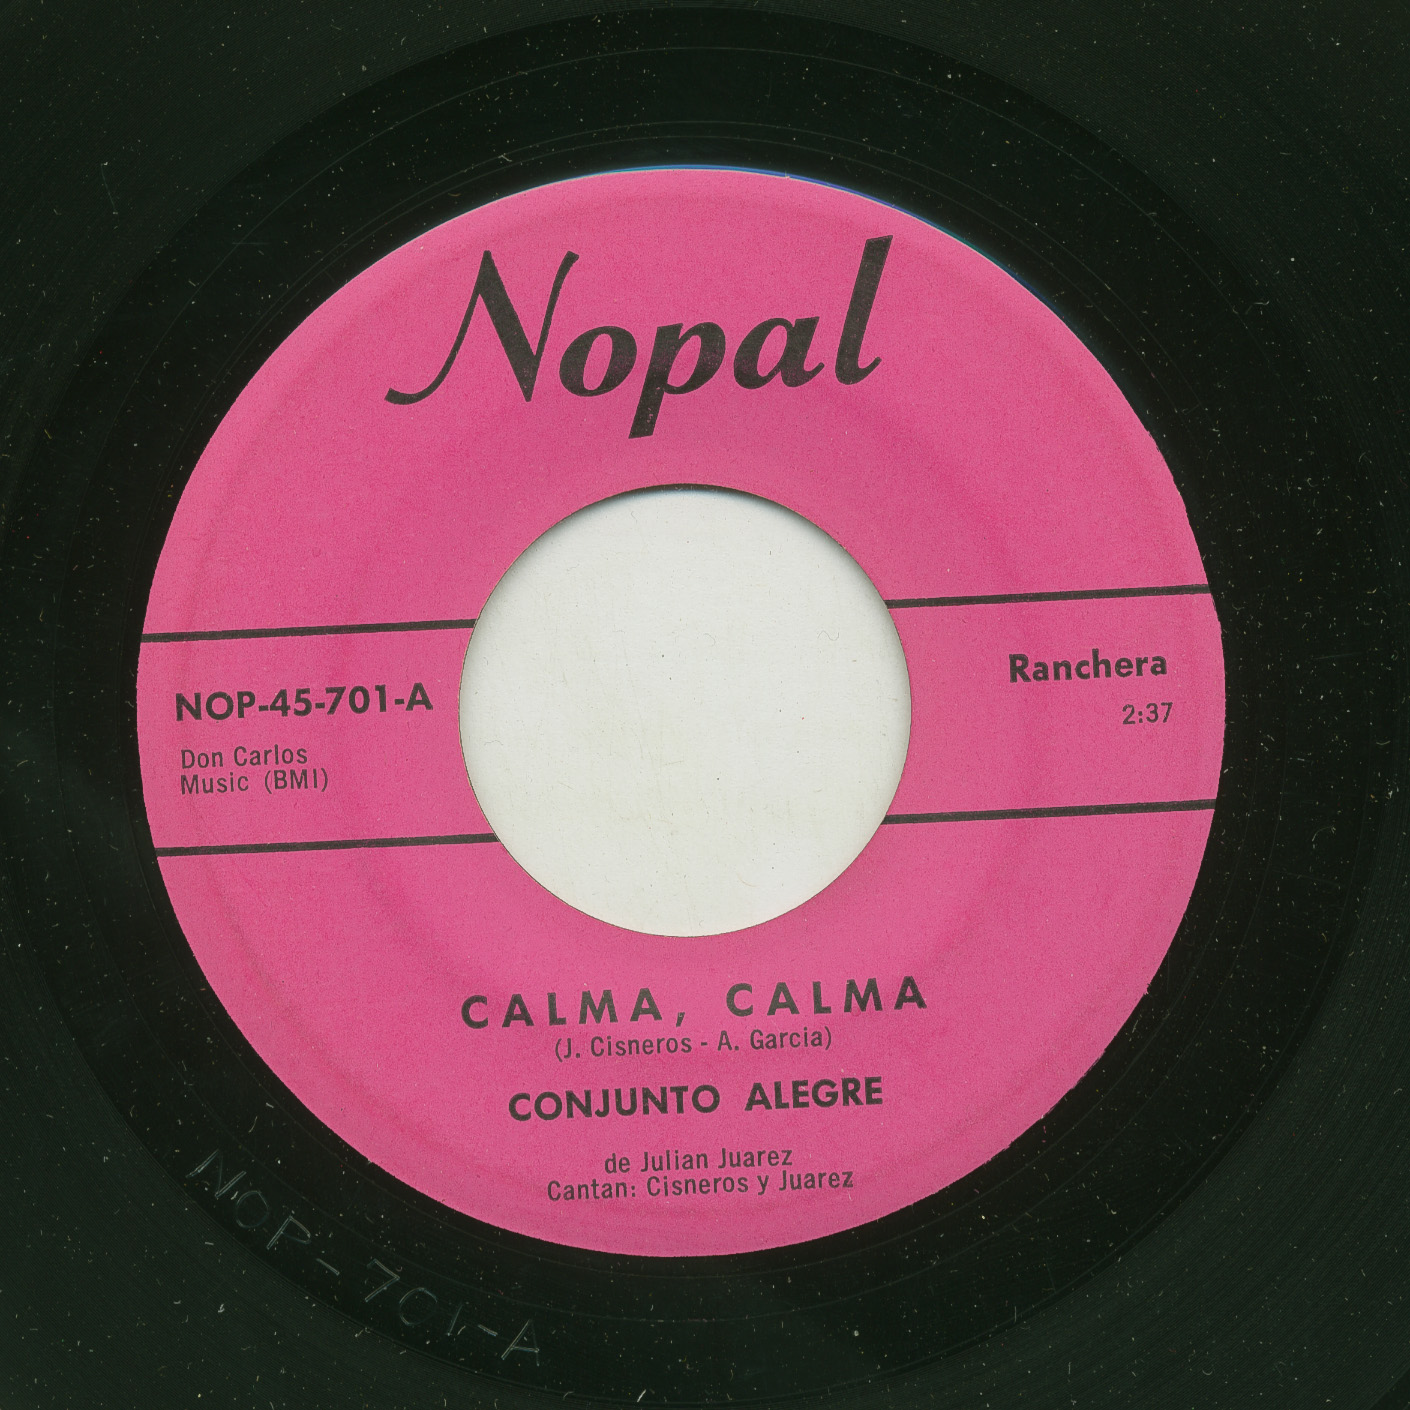 Nopal
NOP-45-701-A
Don Carlos
Music (BMI)
Ranchera
2:37
CALMA, CALMA
(J. Cisneros - A. Garcia)
CONJUNTO ALEGRE
de Julian Juarez
Cantan: Cisneros y Juarez
NOP-701-A